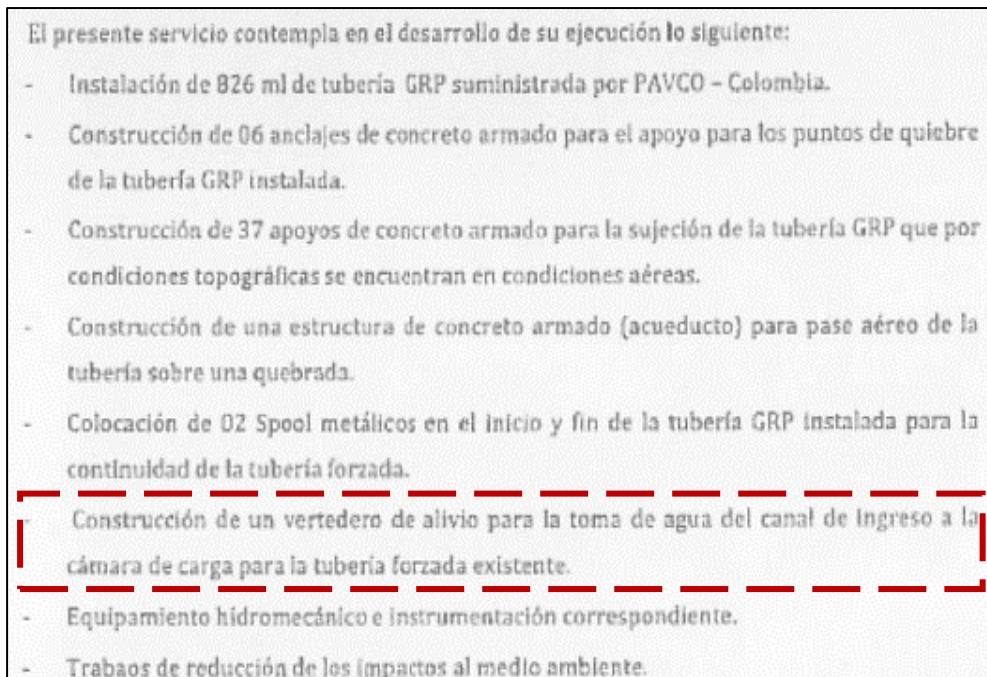 El presente servicio contempla en el desarrollo de su ejecución lo siguiente:
- Instalación de 826 ml de tubería GRP suministrada por PAVCO – Colombia.
- Construcción de 06 anclajes de concreto armado para el apoyo para los puntos de quiebre
de la tubería GRP instalada.
- Construcción de 37 apoyos de concreto armado para la sujeción de la tubería GRP que por
condiciones topográficas se encuentran en condiciones aéreas.
- Construcción de una estructura de concreto armado (acueducto) para pase aéreo de la
tubería sobre una quebrada.
- Colocación de 02 Spool metálicos en el inicio y fin de la tubería GRP instalada para la
continuidad de la tubería forzada.
- Construcción de un vertedero de alivio para la toma de agua del canal de ingreso a la
cámara de carga para la tubería forzada existente.
- Equipamiento hidromecánico e instrumentación correspondiente.
- Trabaos de reducción de los impactos al medio ambiente.